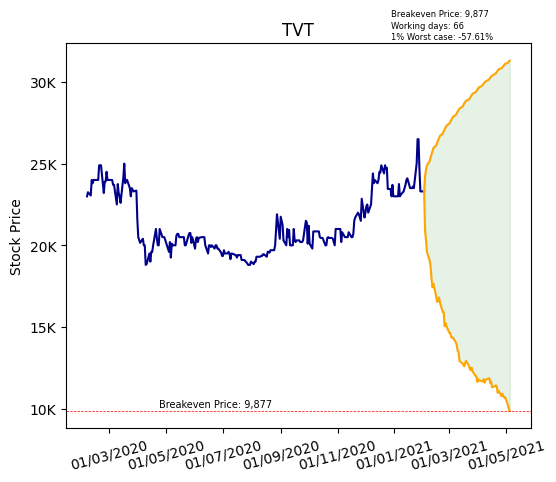 Breakeven Price: 9,877
Working days: 66
1% Worst case: -57.61%
TVT
Stock Price
30K
25K
20K
15K
10K
Breakeven Price: 9,877
01/03/2020
01/05/2020
01/07/2020
01/09/2020
01/11/2020
01/01/2021
01/03/2021
01/05/2021